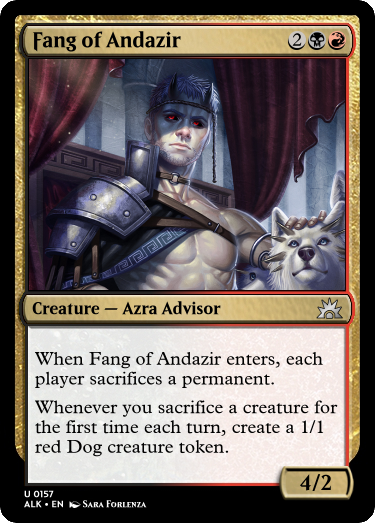 Fang of Andazir 2
Creature — Azra Advisor
When Fang of Andazir enters, each
player sacrifices a permanent.
Whenever you sacrifice a creature for
the first time each turn, create a 1/1
red Dog creature token.
4/2
U 0157
ALK • EN Sara Forlenza